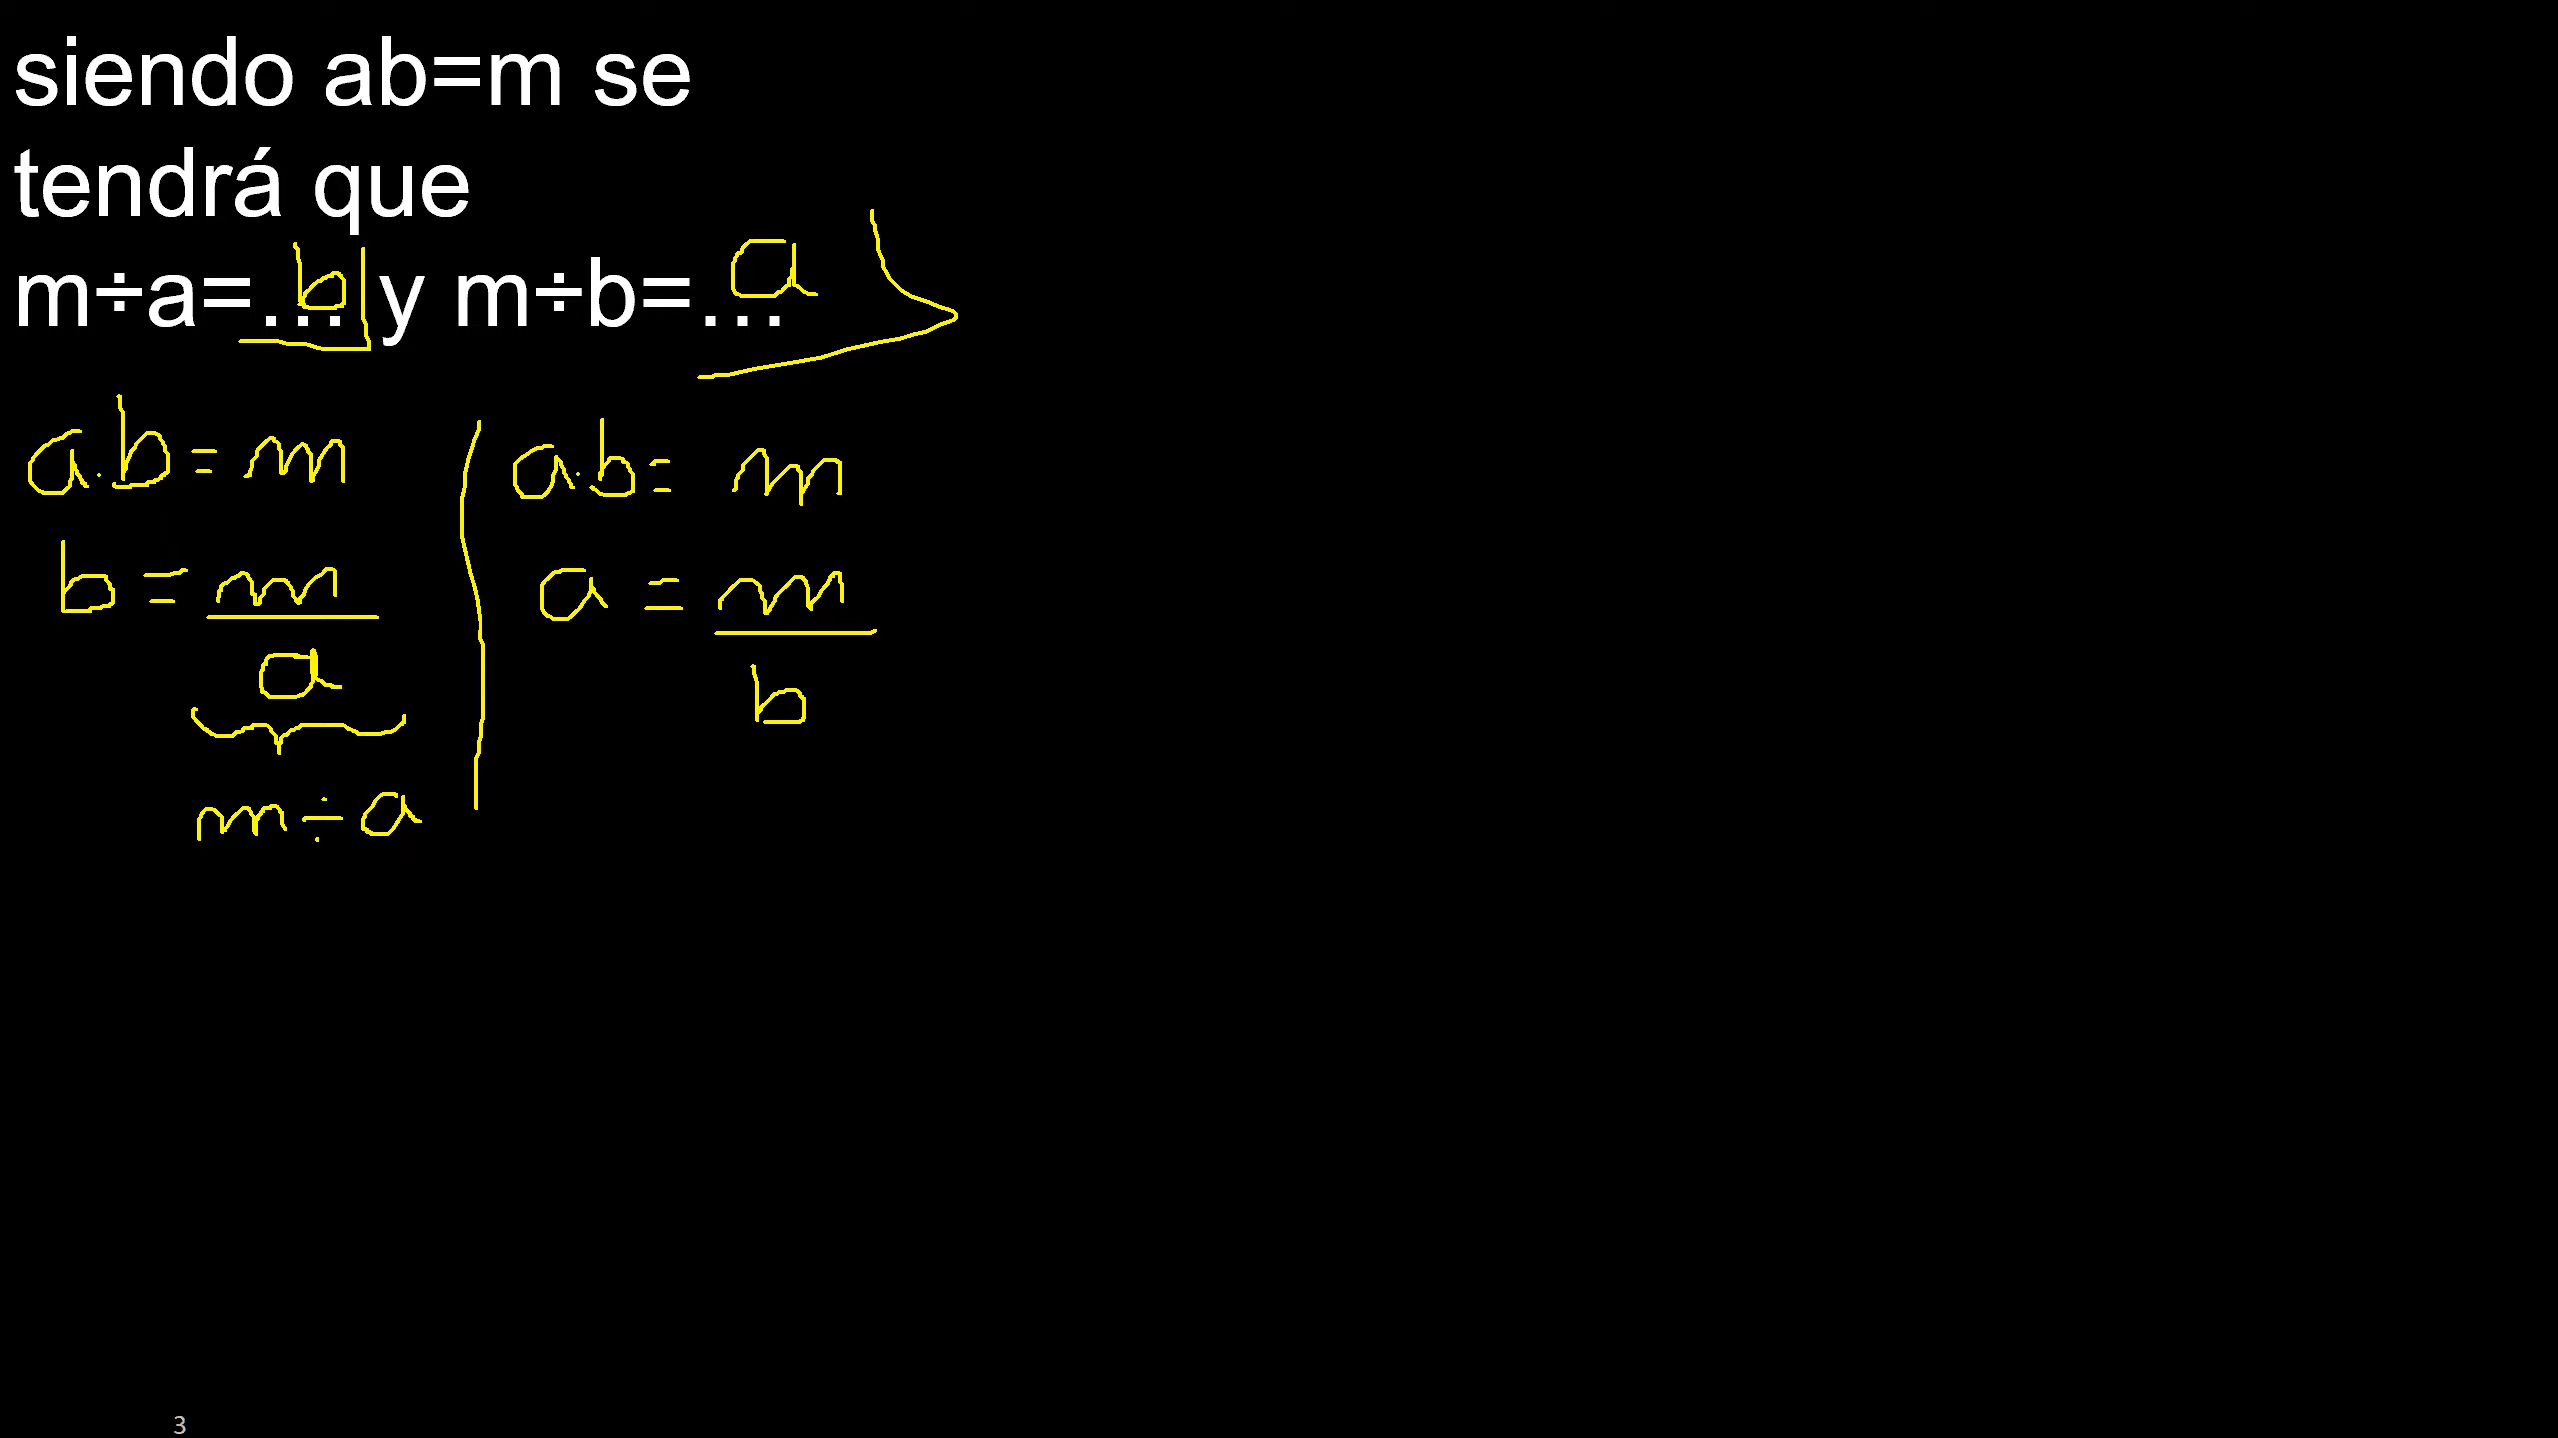 siendo ab=m se
tendrá que
m÷a=...b y m÷b=...a
a.b=m
b=m
a
m÷a
a.b=m
a=m
b
3